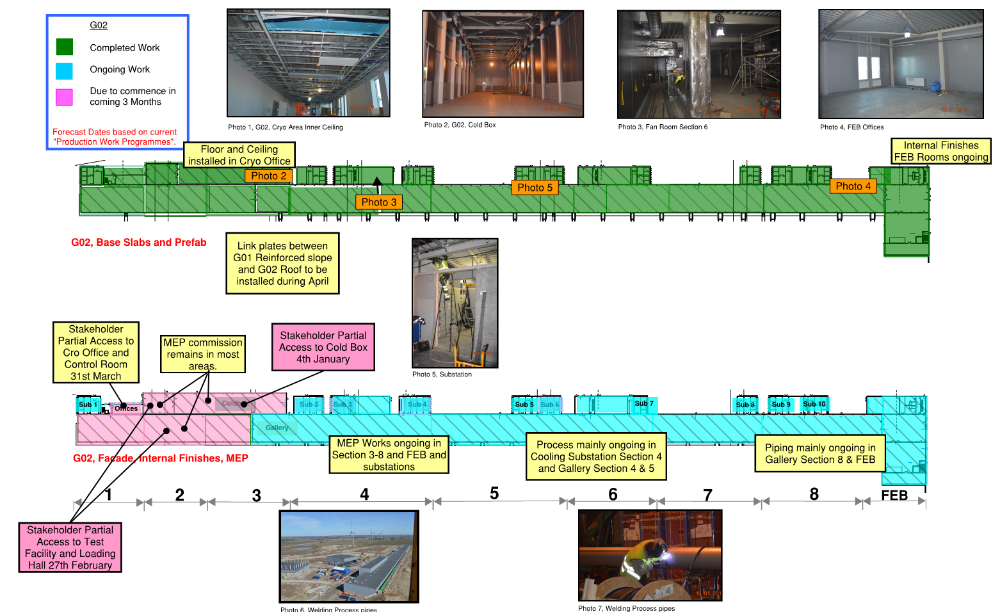 G02
Completed Work
Ongoing Work
Due to commence in
coming 3 Months
Forecast Dates based on current
"Production Work Programmes".
Photo 1, G02, Cryo Area Inner Ceiling
Photo 2, G02, Cold Box
Photo 3, Fan Room Section 6
Photo 4, FEB Offices
Floor and Ceiling
installed in Cryo Office
Internal Finishes
FEB Rooms ongoing
Photo 2
Photo 3
Photo 5
Photo 4
G02, Base Slabs and Prefab
Link plates between
G01 Reinforced slope
and G02 Roof to be
installed during April
Photo 5, Substation
Stakeholder
Partial Access to
Cro Office and
Control Room
31st March
MEP commission
remains in most
areas.
Stakeholder Partial
Access to Cold Box
4th January
Sub 1
Offices
Sub 2
Sub 3
Sub 4
Sub 5
Sub 6
Sub 7
Sub 8
Sub 9
Sub 10
Gallery
MEP Works ongoing in
Section 3-8 and FEB and
substations
Process mainly ongoing in
Cooling Substation Section 4
and Gallery Section 4 & 5
Piping mainly ongoing in
Gallery Section 8 & FEB
G02, Facade, Internal Finishes, MEP
1
2
3
4
5
6
7
8
FEB
Stakeholder Partial
Access to Test
Facility and Loading
Hall 27th February
Photo 6, Welding Process pipes
Photo 7, Welding Process pipes